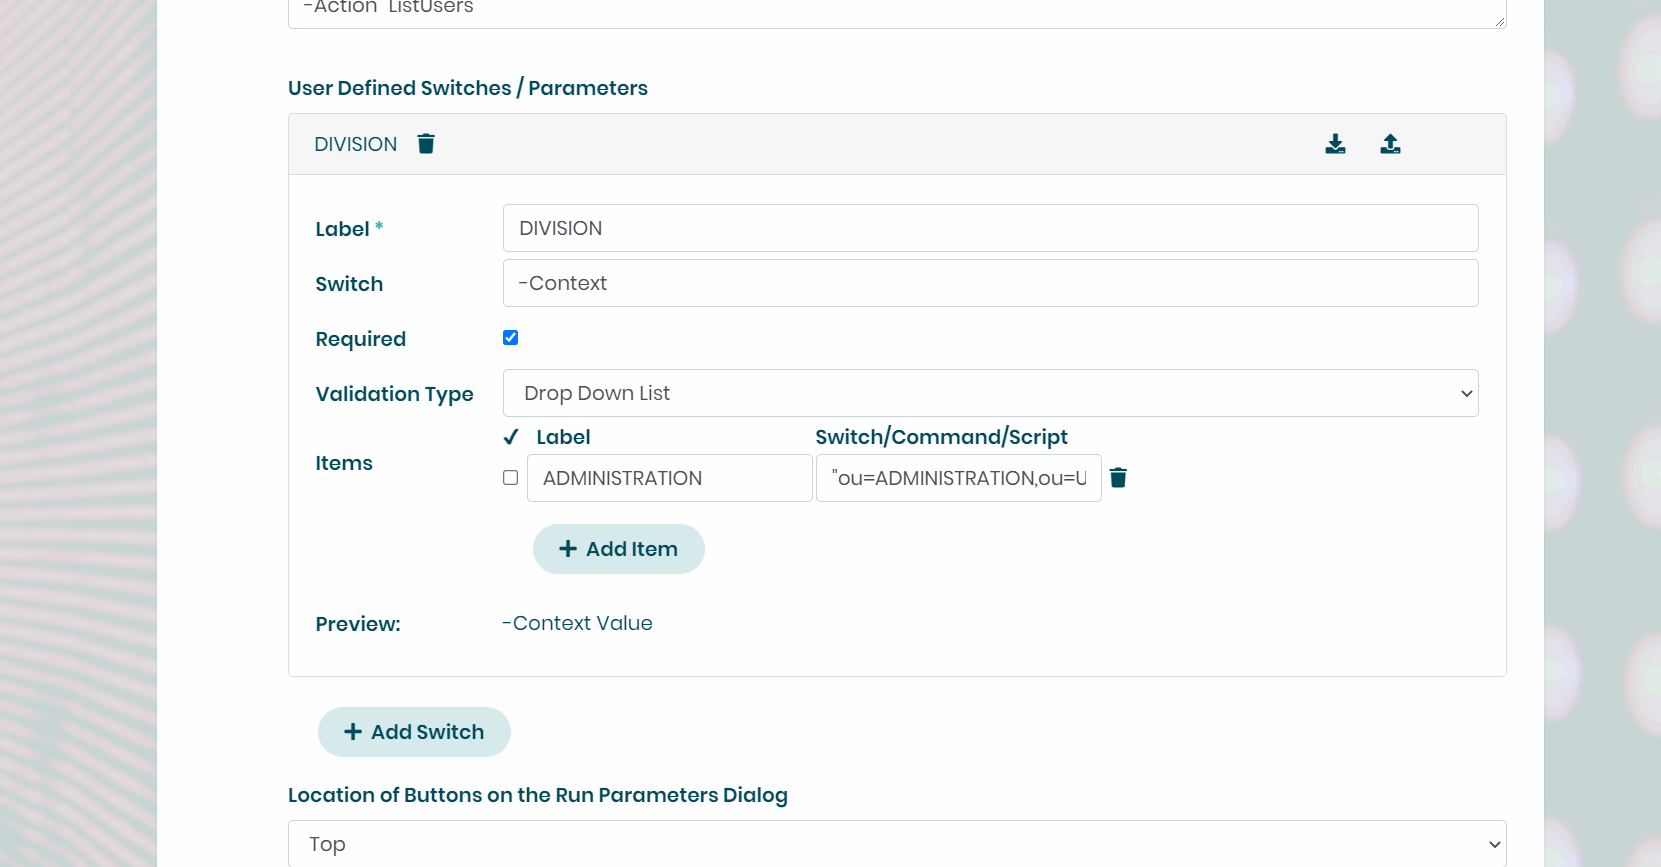 -Action ListUsers
User Defined Switches / Parameters
DIVISION
Label * DIVISION
Switch -Context
Required
Validation Type Drop Down List
Label Switch/Command/Script
Items
ADMINISTRATION "ou=ADMINISTRATION,ou=U
+ Add Item
Preview: -Context Value
+ Add Switch
Location of Buttons on the Run Parameters Dialog
Top